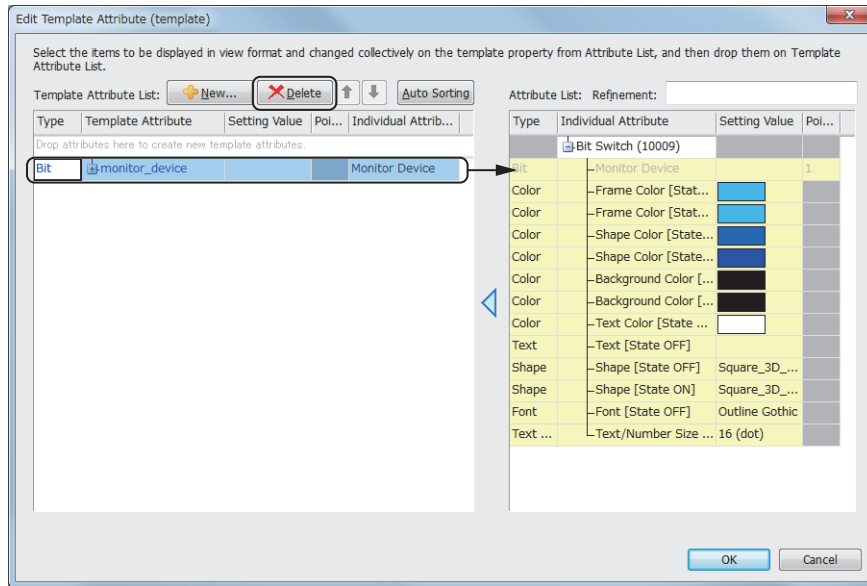 Edit Template Attribute (template)
Select the items to be displayed in view format and changed collectively on the template property from Attribute List, and then drop them on Template
Attribute List.
Template Attribute List: New... Delete Auto Sorting Attribute List: Refinement:
Type Template Attribute Setting Value Poi... Individual Attrib... Type Individual Attribute Setting Value Poi...
Drop attributes here to create new template attributes. Bit Switch (10009)
Bit monitor_device Monitor Device Bit Monitor Device 1
Color Frame Color [Stat...
Color Frame Color [Stat...
Color Shape Color [State...
Color Shape Color [State...
Color Background Color [...
Color Background Color [...
Color Text Color [State ...
Text Text [State OFF]
Shape Shape [State OFF] Square_3D_...
Shape Shape [State ON] Square_3D_...
Font Font [State OFF] Outline Gothic
Text ... Text/Number Size ... 16 (dot)
OK Cancel